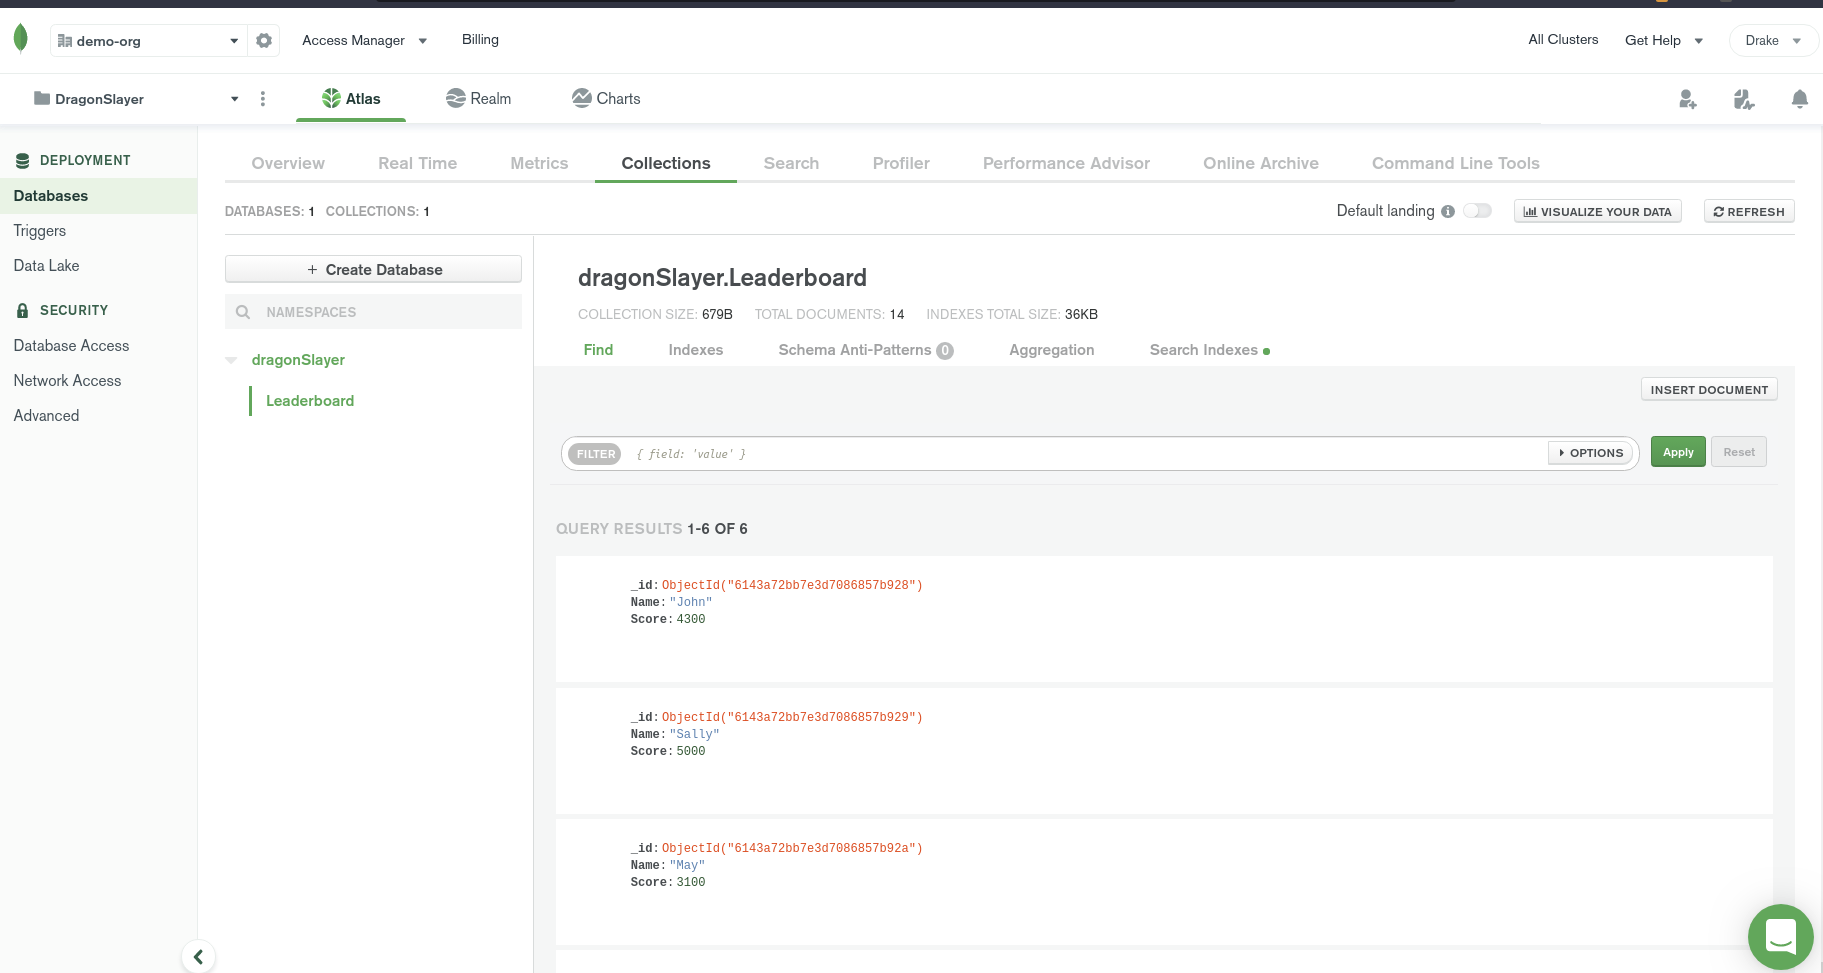 demo-org
Access Manager
Billing
All Clusters
Get Help
Drake
DragonSlayer
Atlas
Realm
Charts
DEPLOYMENT
Databases
Triggers
Data Lake
SECURITY
Database Access
Network Access
Advanced
Overview
Real Time
Metrics
Collections
Search
Profiler
Performance Advisor
Online Archive
Command Line Tools
DATABASES: 1 COLLECTIONS: 1
Default landing
VISUALIZE YOUR DATA
REFRESH
+ Create Database
NAMESPACES
dragonSlayer
Leaderboard
dragonSlayer.Leaderboard
COLLECTION SIZE: 679B TOTAL DOCUMENTS: 14 INDEXES TOTAL SIZE: 36KB
Find
Indexes
Schema Anti-Patterns 0
Aggregation
Search Indexes
INSERT DOCUMENT
FILTER { field: 'value' }
OPTIONS
Apply
Reset
QUERY RESULTS 1-6 OF 6
_id: ObjectId("6143a72bb7e3d7086857b928")
Name: "John"
Score: 4300
_id: ObjectId("6143a72bb7e3d7086857b929")
Name: "Sally"
Score: 5000
_id: ObjectId("6143a72bb7e3d7086857b92a")
Name: "May"
Score: 3100